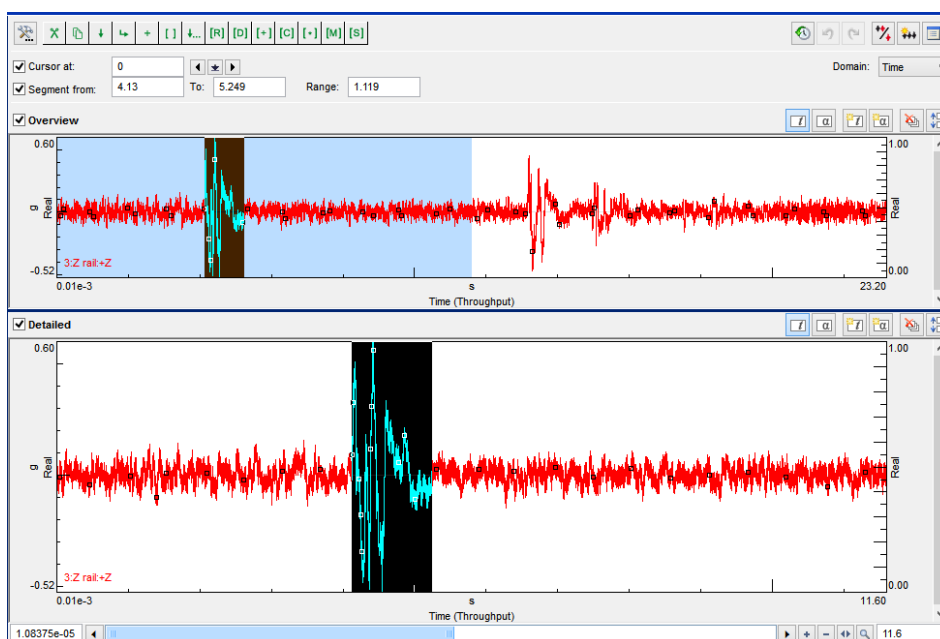 [ ] ↓... [R] [D] [+] [C] [•] [M] [S]
Cursor at: 0
Domain: Time
Segment from: 4.13 To: 5.249 Range: 1.119
Overview
0.60 1.00
g Real Real
3:Z rail:+Z
-0.52 0.00
0.01e-3 s 23.20
Time (Throughput)
Detailed
0.60 1.00
g Real Real
3:Z rail:+Z
-0.52 0.00
0.01e-3 s 11.60
Time (Throughput)
1.08375e-05 11.6